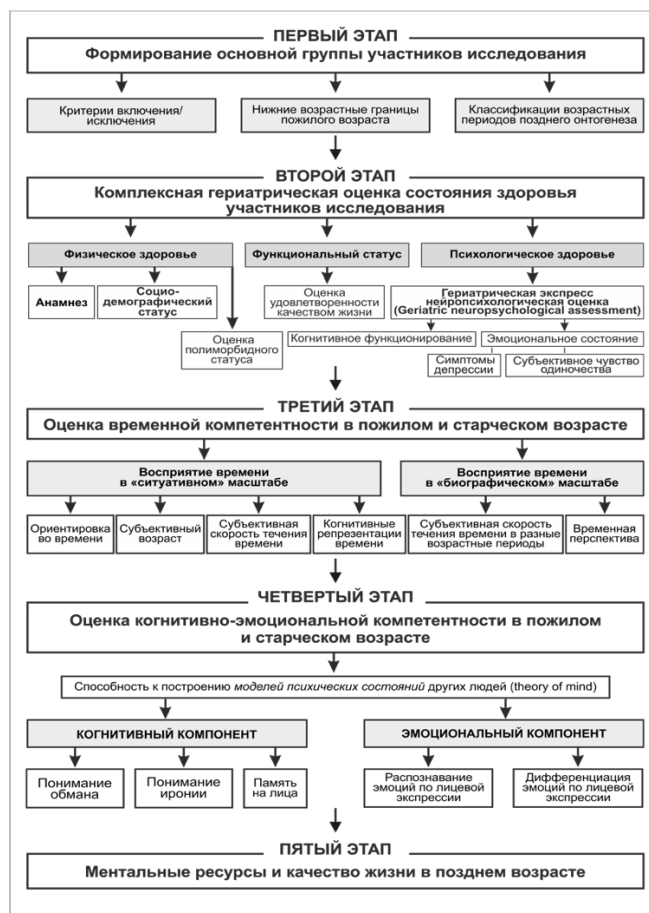 ПЕРВЫЙ ЭТАП
Формирование основной группы участников исследования
Критерии включения/
исключения
Нижние возрастные границы
пожилого возраста
Классификации возрастных
периодов позднего онтогенеза
ВТОРОЙ ЭТАП
Комплексная гериатрическая оценка состояния здоровья
участников исследования
Физическое здоровье
Функциональный статус
Психологическое здоровье
Анамнез
Социо-
демографический
статус
Оценка
полиморбидного
статуса
Оценка
удовлетворенности
качеством жизни
Гериатрическая экспресс
нейропсихологическая оценка
(Geriatric neuropsychological assessment)
Когнитивное функционирование
Эмоциональное состояние
Симптомы
депрессии
Субъективное чувство
одиночества
ТРЕТИЙ ЭТАП
Оценка временной компетентности в пожилом и старческом возрасте
Восприятие времени
в «ситуативном» масштабе
Восприятие времени
в «биографическом» масштабе
Ориентировка
во времени
Субъективный
возраст
Субъективная
скорость течения
времени
Когнитивные
репрезентации
времени
Субъективная скорость
течения времени в разные
возрастные периоды
Временная
перспектива
ЧЕТВЕРТЫЙ ЭТАП
Оценка когнитивно-эмоциональной компетентности в пожилом
и старческом возрасте
Способность к построению моделей психических состояний других людей (theory of mind)
КОГНИТИВНЫЙ КОМПОНЕНТ
ЭМОЦИОНАЛЬНЫЙ КОМПОНЕНТ
Понимание
обмана
Понимание
иронии
Память
на лица
Распознавание
эмоций по лицевой
экспрессии
Дифференциация
эмоций по лицевой
экспрессии
ПЯТЫЙ ЭТАП
Ментальные ресурсы и качество жизни в позднем возрасте